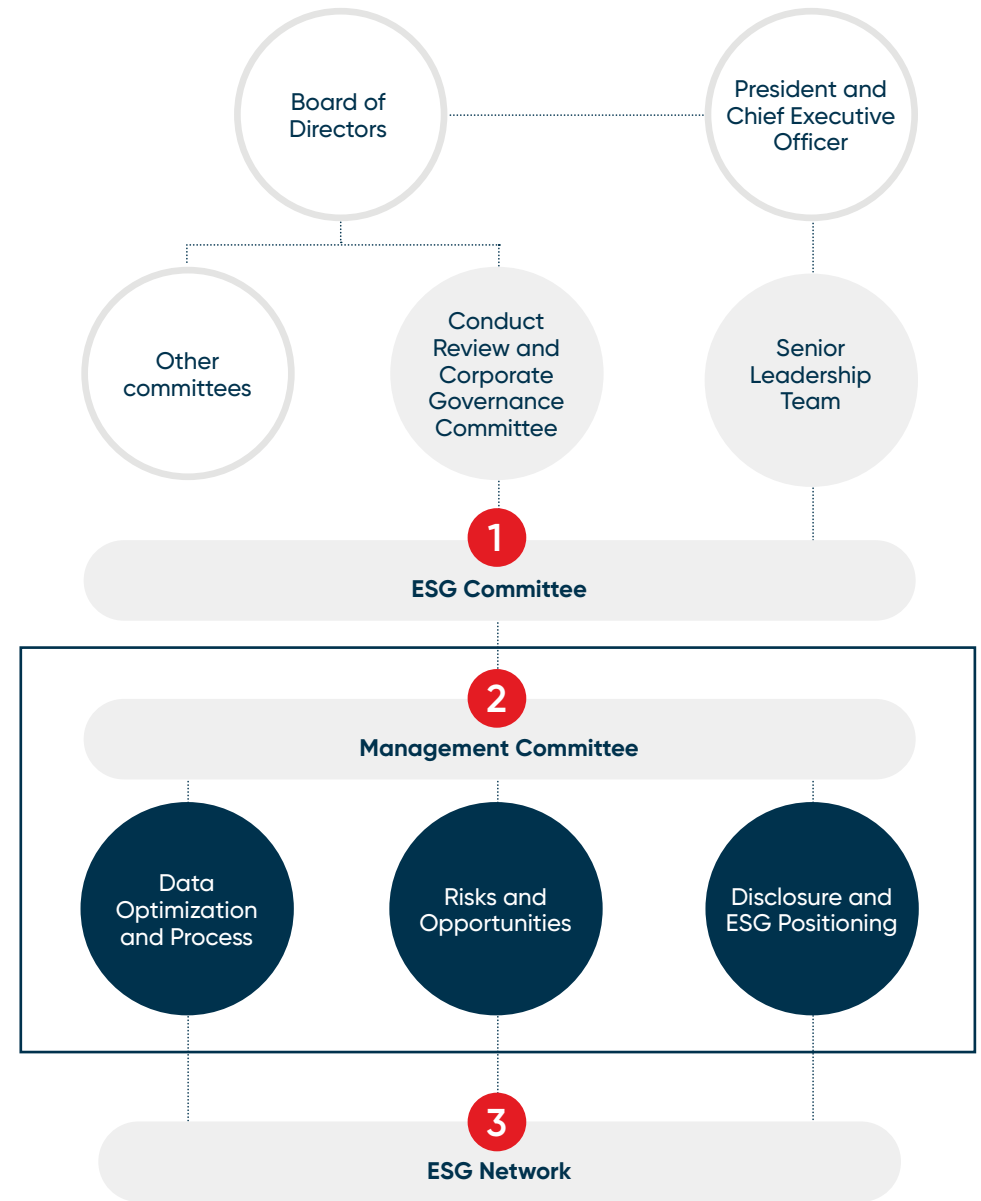 Board of
Directors
President and
Chief Executive
Officer
Other
committees
Conduct
Review and
Corporate
Governance
Committee
Senior
Leadership
Team
1
ESG Committee
2
Management Committee
Data
Optimization
and Process
Risks and
Opportunities
Disclosure and
ESG Positioning
3
ESG Network